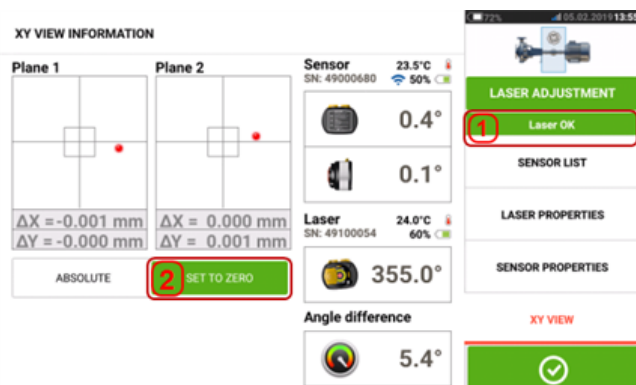 XY VIEW INFORMATION
Plane 1
Plane 2
ΔX =-0.001 mm
ΔY =-0.000 mm
ΔX = 0.000 mm
ΔY = 0.001 mm
ABSOLUTE
2
SET TO ZERO
Sensor
23.5°C
SN: 49000680
50%
0.4°
0.1°
Laser
24.0°C
SN: 49100054
60%
355.0°
Angle difference
5.4°
72%
05.02.2019 13:55
LASER ADJUSTMENT
1
Laser OK
SENSOR LIST
LASER PROPERTIES
SENSOR PROPERTIES
XY VIEW